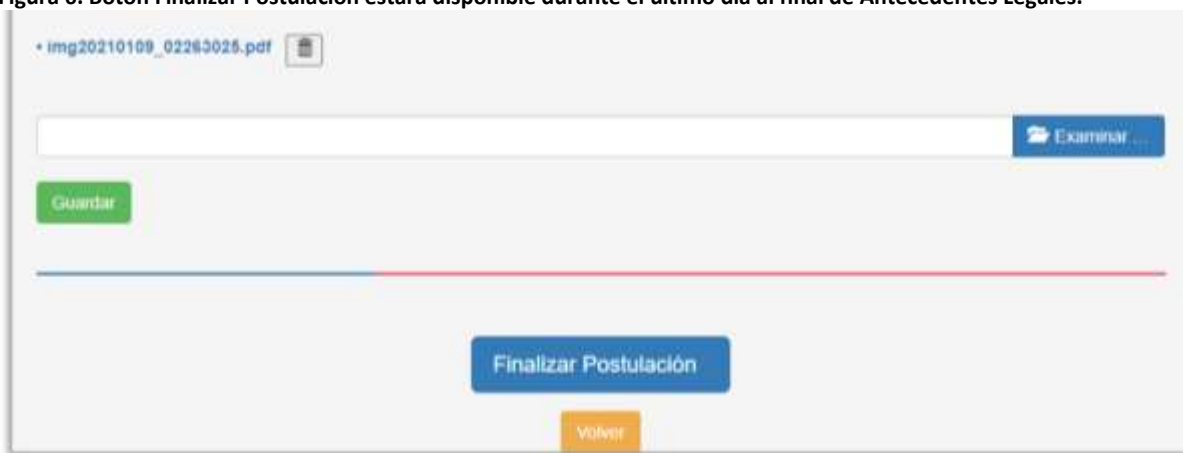 Figura 6. Botón Finalizar Postulación estará disponible durante el último día al final de Antecedentes Legales.
• img20210109_02263025.pdf
Examinar ...
Guardar
Finalizar Postulación
Volver